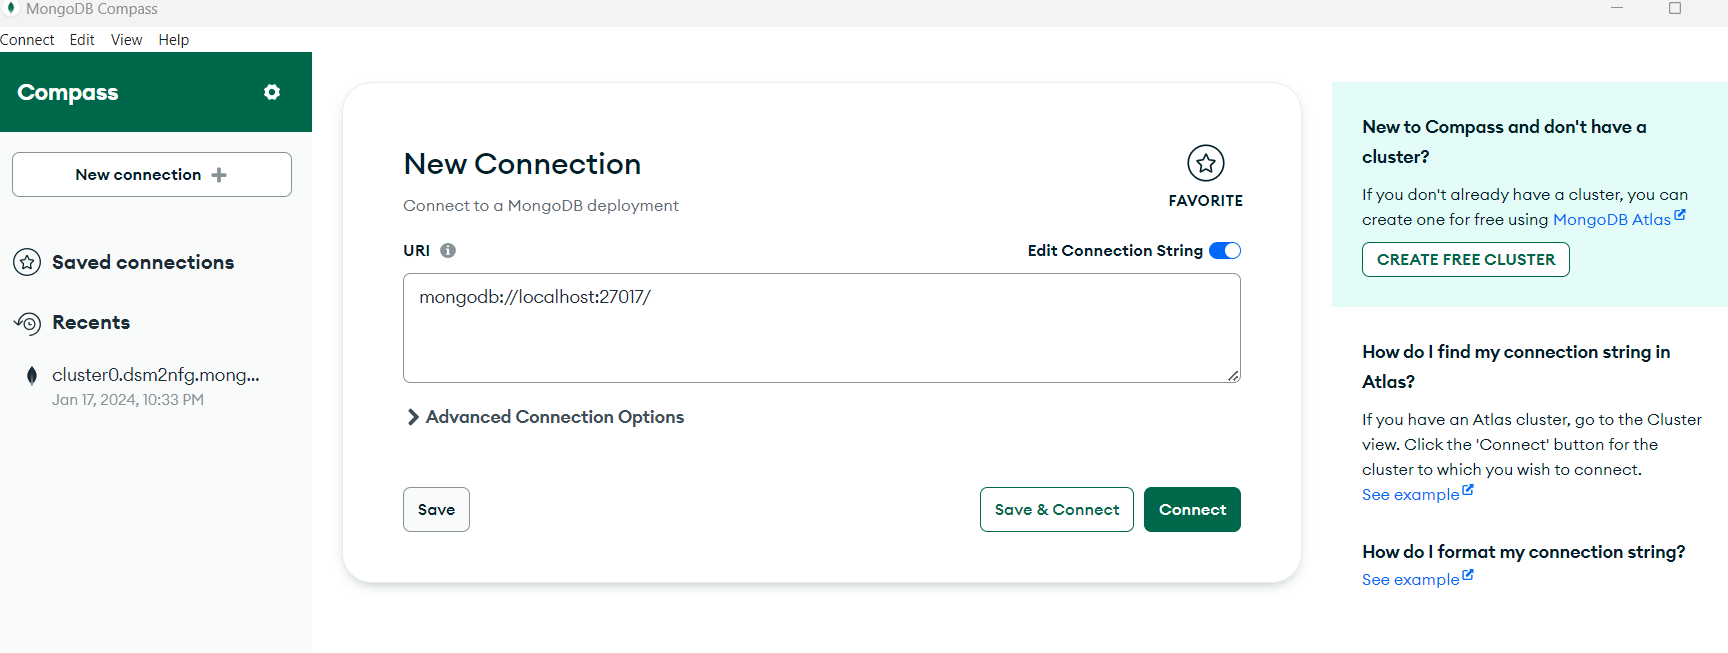 MongoDB Compass
Connect Edit View Help
Compass
New connection
Saved connections
Recents
cluster0.dsm2nfg.mong...
Jan 17, 2024, 10:33 PM
New Connection
Connect to a MongoDB deployment
FAVORITE
URI
Edit Connection String
mongodb://localhost:27017/
Advanced Connection Options
Save
Save & Connect
Connect
New to Compass and don't have a
cluster?
If you don't already have a cluster, you can
create one for free using MongoDB Atlas
CREATE FREE CLUSTER
How do I find my connection string in
Atlas?
If you have an Atlas cluster, go to the Cluster
view. Click the 'Connect' button for the
cluster to which you wish to connect.
See example
How do I format my connection string?
See example